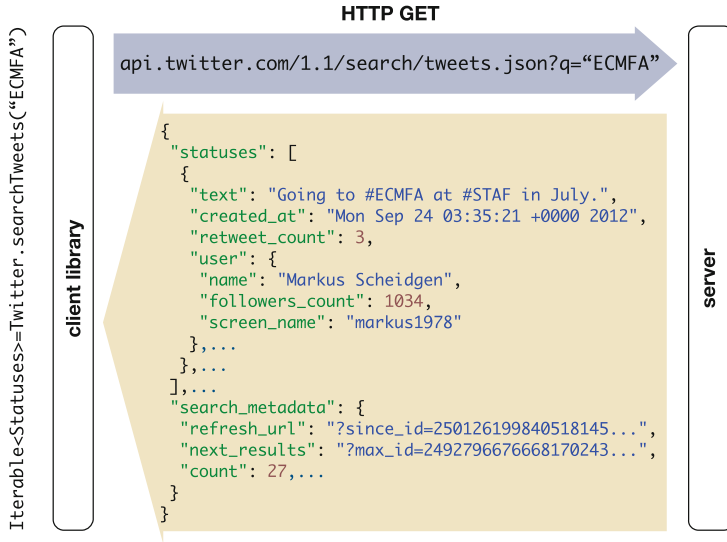 HTTP GET
Iterable<Statuses>=Twitter.searchTweets(“ECMFA”)
client library
api.twitter.com/1.1/search/tweets.json?q=“ECMFA”
{
"statuses": [
{
"text": "Going to #ECMFA at #STAF in July.",
"created_at": "Mon Sep 24 03:35:21 +0000 2012",
"retweet_count": 3,
"user": {
"name": "Markus Scheidgen",
"followers_count": 1034,
"screen_name": "markus1978"
},...
},...
],...
"search_metadata": {
"refresh_url": "?since_id=250126199840518145...",
"next_results": "?max_id=2492796676668170243...",
"count": 27,...
}
}
server